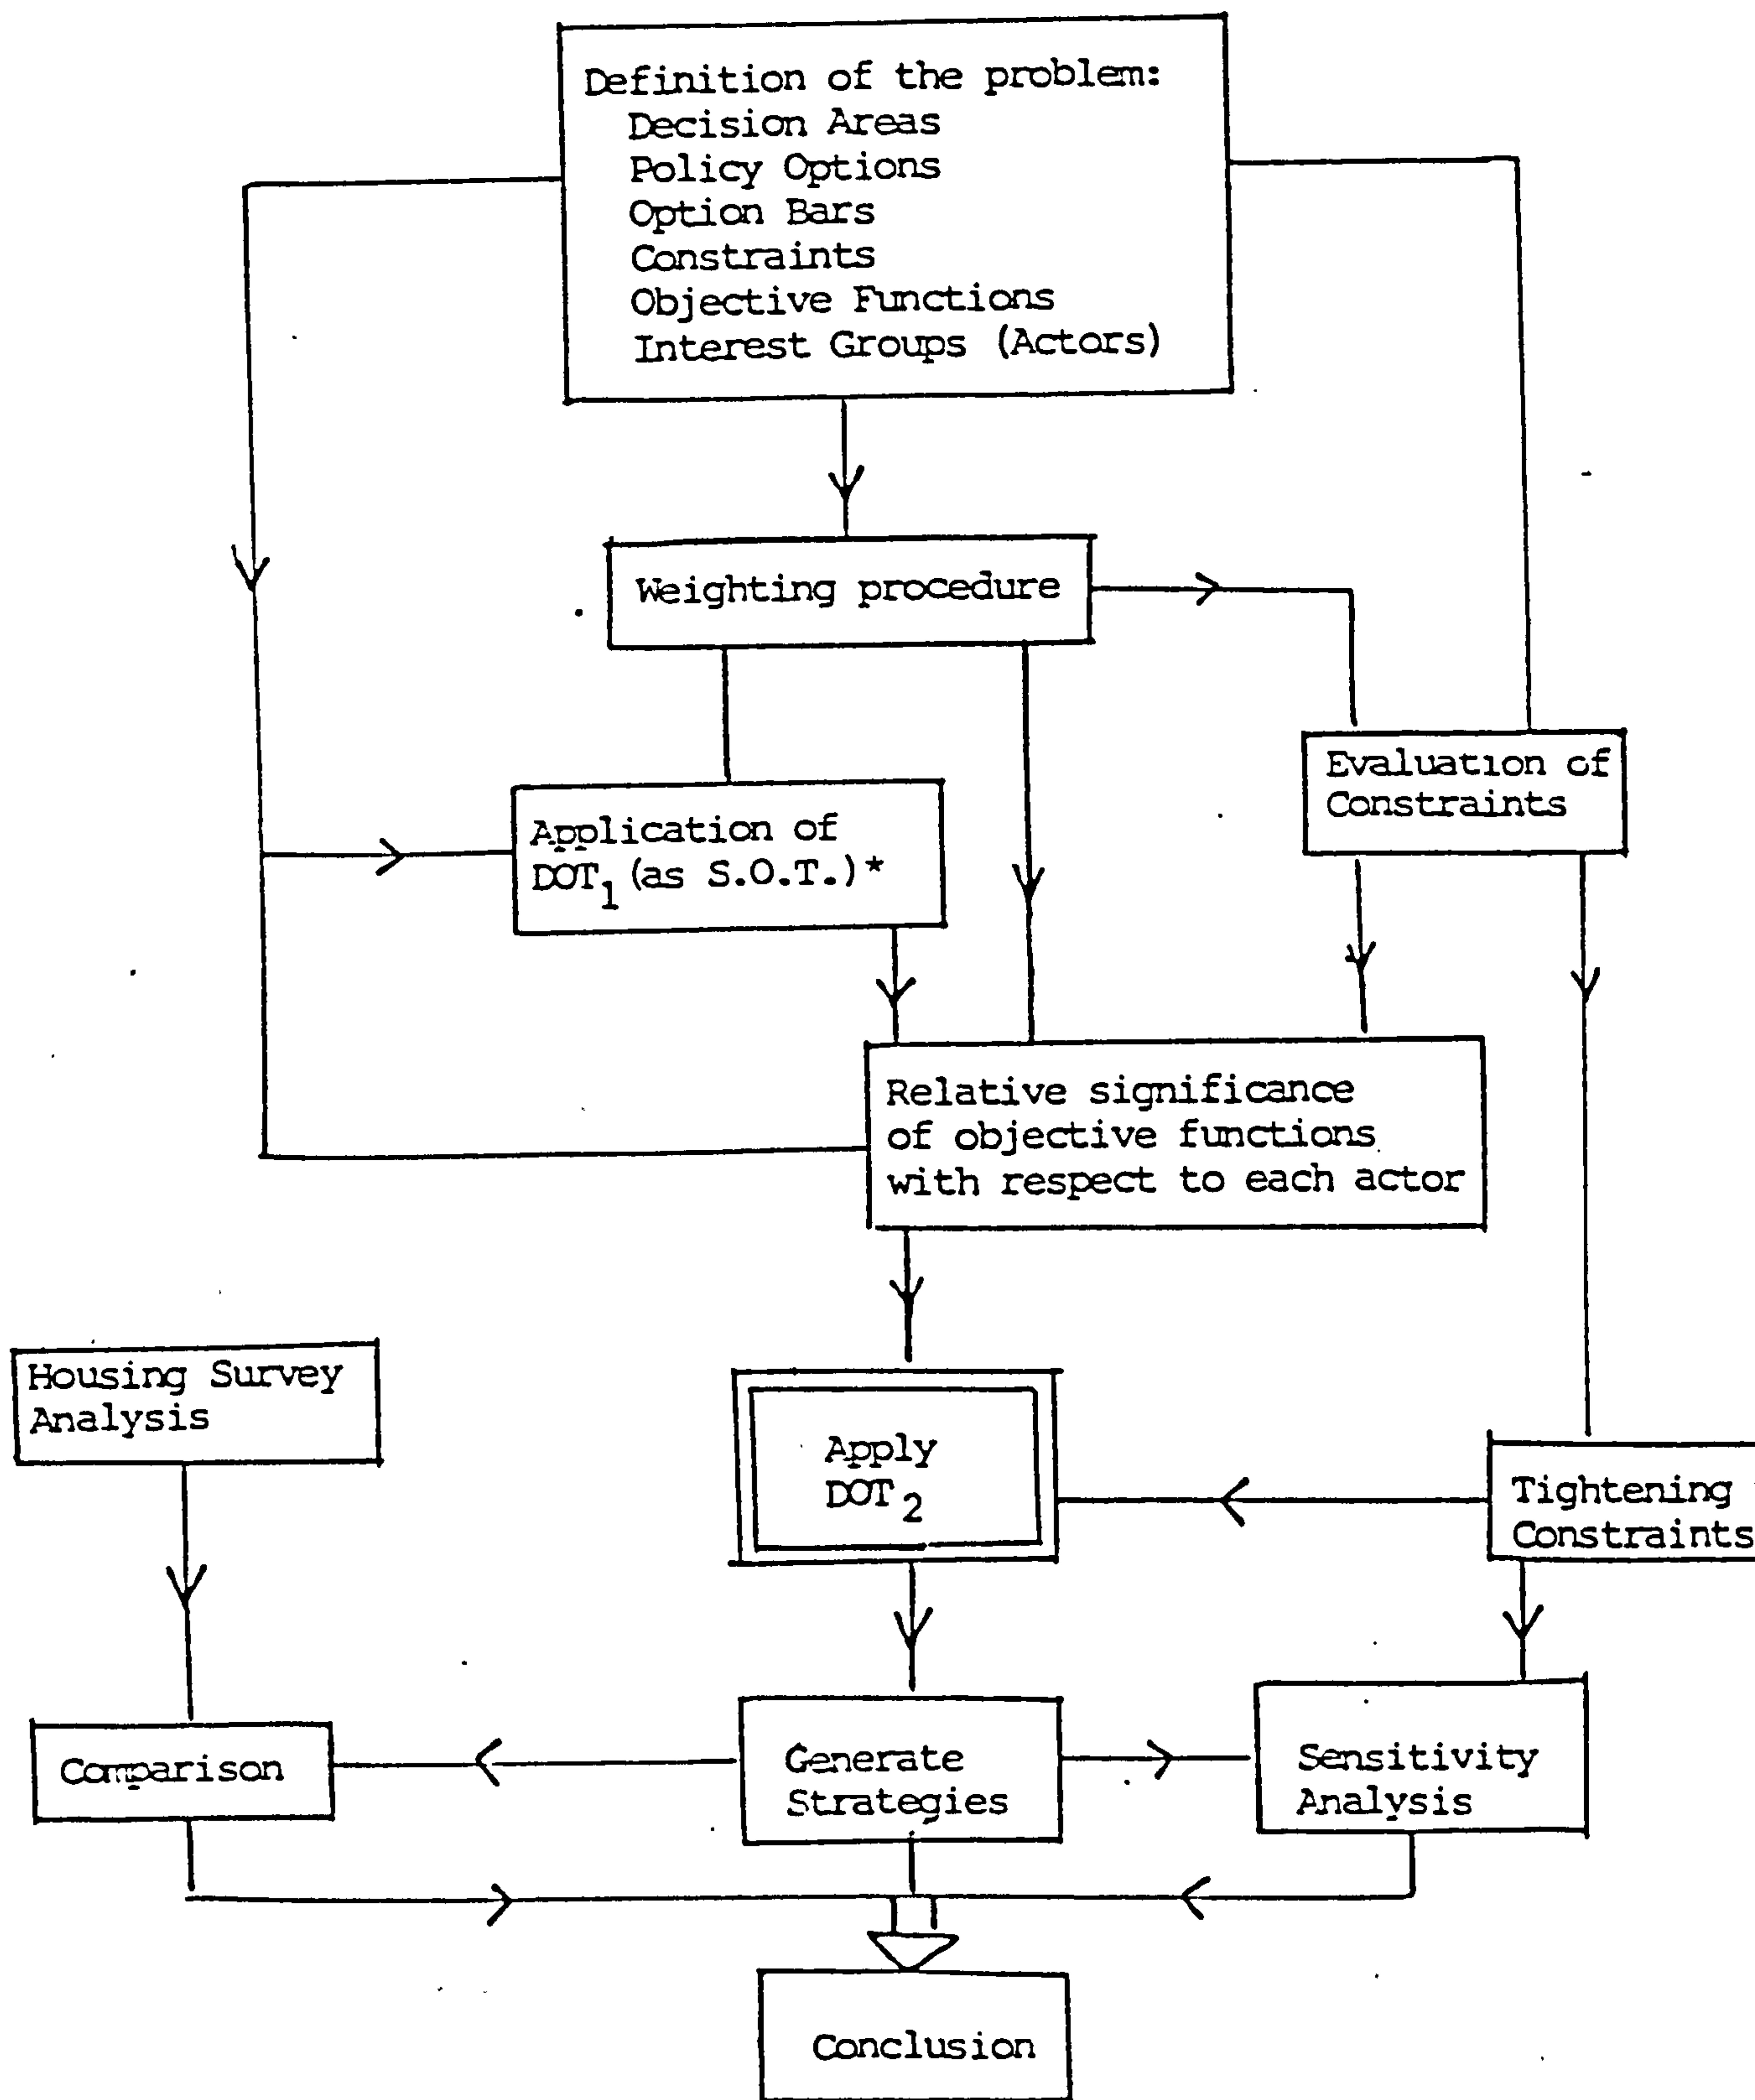 Definition of the problem:
Decision Areas
Policy Options
Option Bars
Constraints
Objective Functions
Interest Groups (Actors)
Weighting procedure
Evaluation of
Constraints
Application of
DOT₁ (as S.O.T.)*
Relative significance
of objective functions
with respect to each actor
Housing Survey
Analysis
Apply
DOT₂
Tightening
Constraints
Comparison
Generate
Strategies
Sensitivity
Analysis
Conclusion